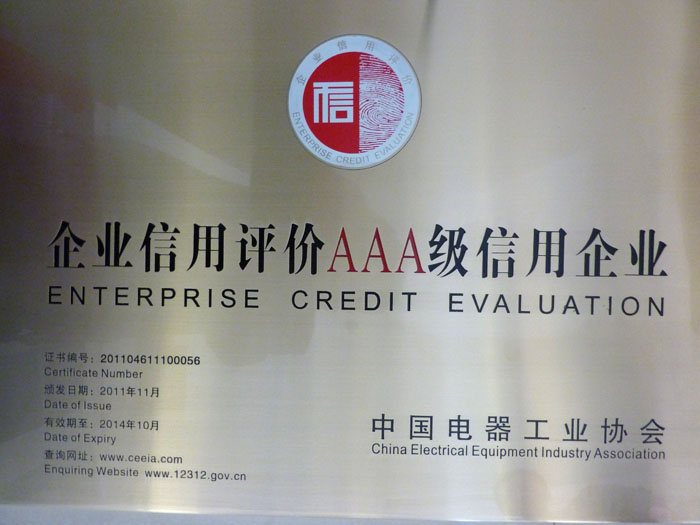 企业信用评价
信
ENTERPRISE CREDIT EVALUATION
企业信用评价AAA级信用企业
ENTERPRISE CREDIT EVALUATION
证书编号：201104611100056
Certificate Number
颁发日期：2011年11月
Date of Issue
有效期至：2014年10月
Date of Expiry
查询网址：www.ceeia.com
Enquiring Website www.12312.gov.cn
中国电器工业协会
China Electrical Equipment Industry Association